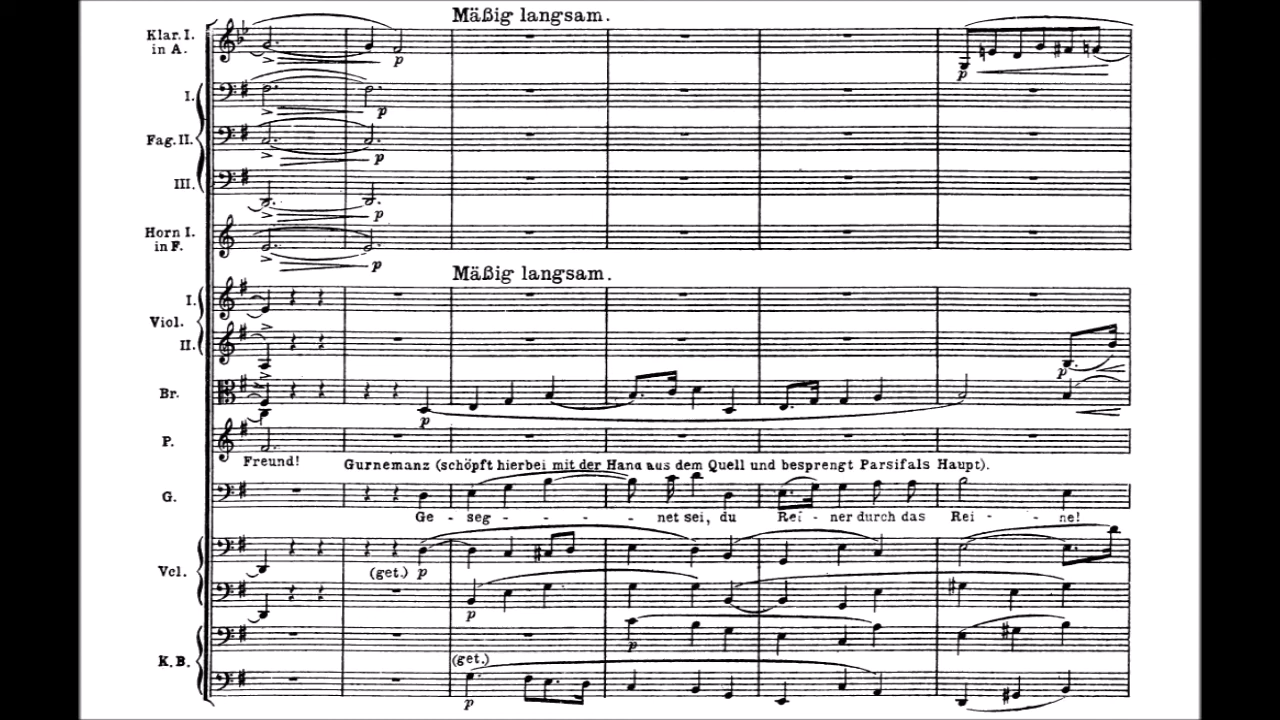 Mäßig langsam.
Klar. I.
in A.
p
p
I.
p
Fag. II.
p
III.
p
Horn I.
in F.
p
Mäßig langsam.
I.
Viol.
II.
p
Br.
p
P.
Freund!
Gurnemanz (schöpft hierbei mit der Hand aus dem Quell und besprengt Parsifals Haupt).
G.
Ge - seg - - - - net sei, du Rei - ner durch das Rei - - ne!
Vcl.
(get.) p
p
p
K. B.
(get.)
p